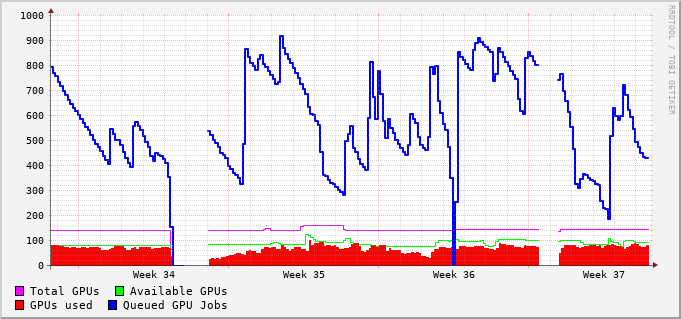 1000
900
800
700
600
500
400
300
200
100
0
Week 34 Week 35 Week 36 Week 37
Total GPUs Available GPUs
GPUs used Queued GPU Jobs
RRDTOOL / TOBI OETIKER